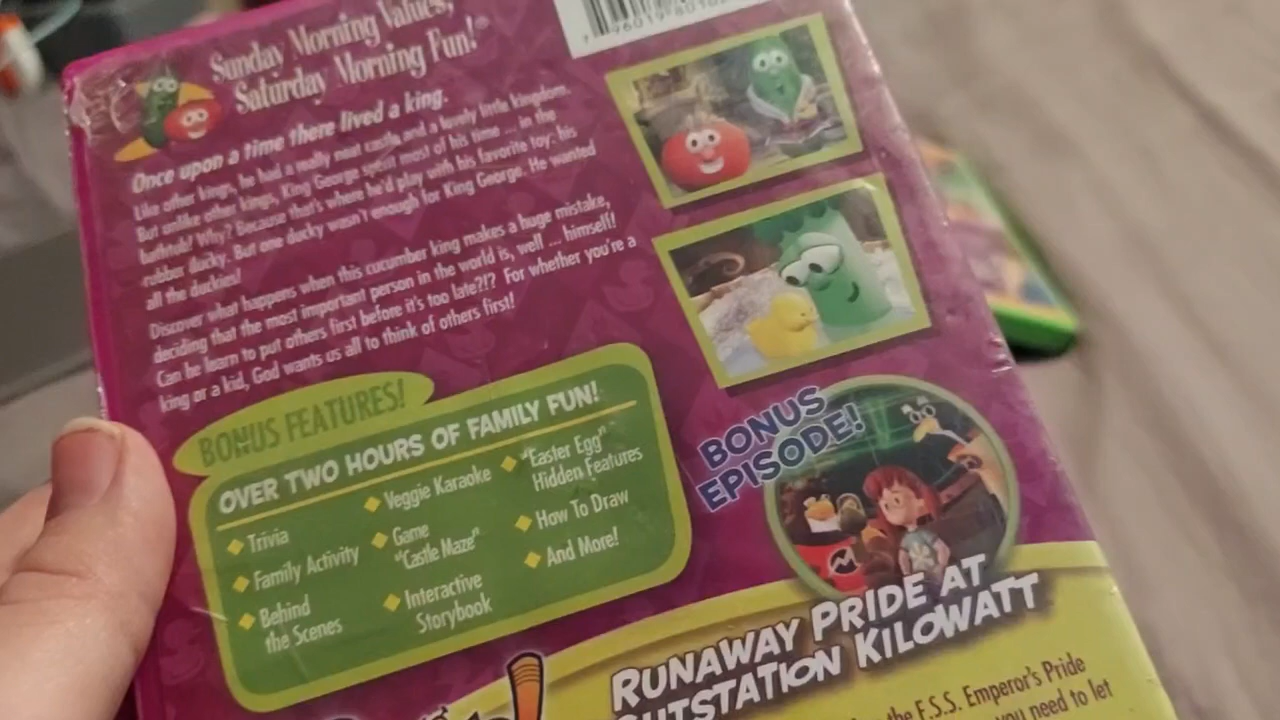 Sunday Morning Values,
Saturday Morning Fun!®
Once upon a time there lived a king.
Like other kings, he had a really neat castle and a lovely little kingdom.
But unlike other kings, King George spent most of his time ... in the
bathtub! Why? Because that's where he'd play with his favorite toy: his
rubber ducky. But one ducky wasn't enough for King George. He wanted
all the duckies!
Discover what happens when this cucumber king makes a huge mistake,
deciding that the most important person in the world is, well ... himself!
Can he learn to put others first before it's too late?!? For whether you're a
king or a kid, God wants us all to think of others first!
BONUS FEATURES!
OVER TWO HOURS OF FAMILY FUN!
Trivia
Family Activity
Behind
the Scenes
Veggie Karaoke
Game
"Castle Maze"
Interactive
Storybook
"Easter Egg"
Hidden Features
How To Draw
And More!
BONUS
EPISODE!
RUNAWAY PRIDE AT
KILOWATT
the F.S.S. Emperor's Pride
you need to let